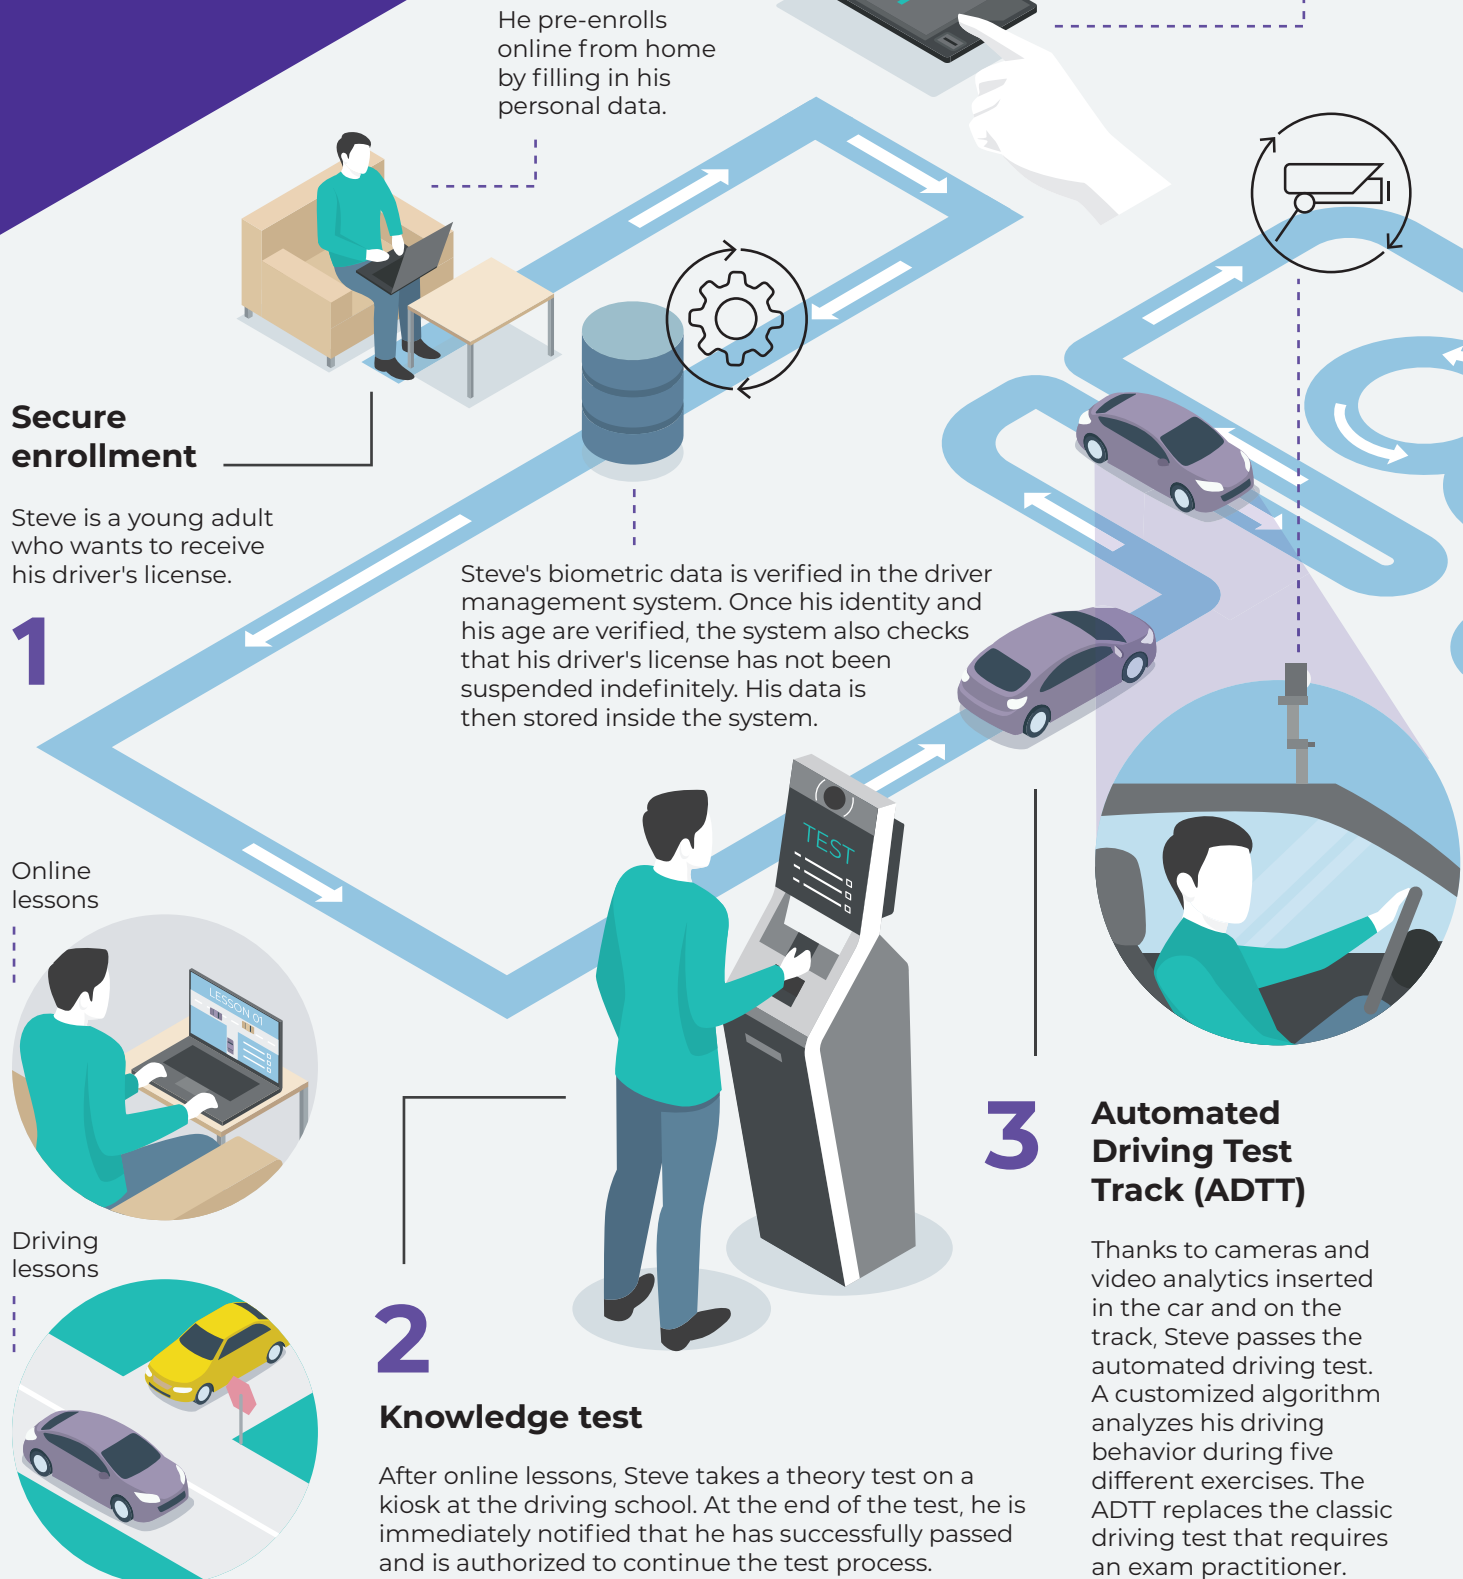 He pre-enrolls
online from home
by filling in his
personal data.
Secure
enrollment
Steve is a young adult
who wants to receive
his driver's license.
1
Steve's biometric data is verified in the driver
management system. Once his identity and
his age are verified, the system also checks
that his driver's license has not been
suspended indefinitely. His data is
then stored inside the system.
Online
lessons
LESSON 01
Driving
lessons
TEST
2
Knowledge test
After online lessons, Steve takes a theory test on a
kiosk at the driving school. At the end of the test, he is
immediately notified that he has successfully passed
and is authorized to continue the test process.
3
Automated
Driving Test
Track (ADTT)
Thanks to cameras and
video analytics inserted
in the car and on the
track, Steve passes the
automated driving test.
A customized algorithm
analyzes his driving
behavior during five
different exercises. The
ADTT replaces the classic
driving test that requires
an exam practitioner.